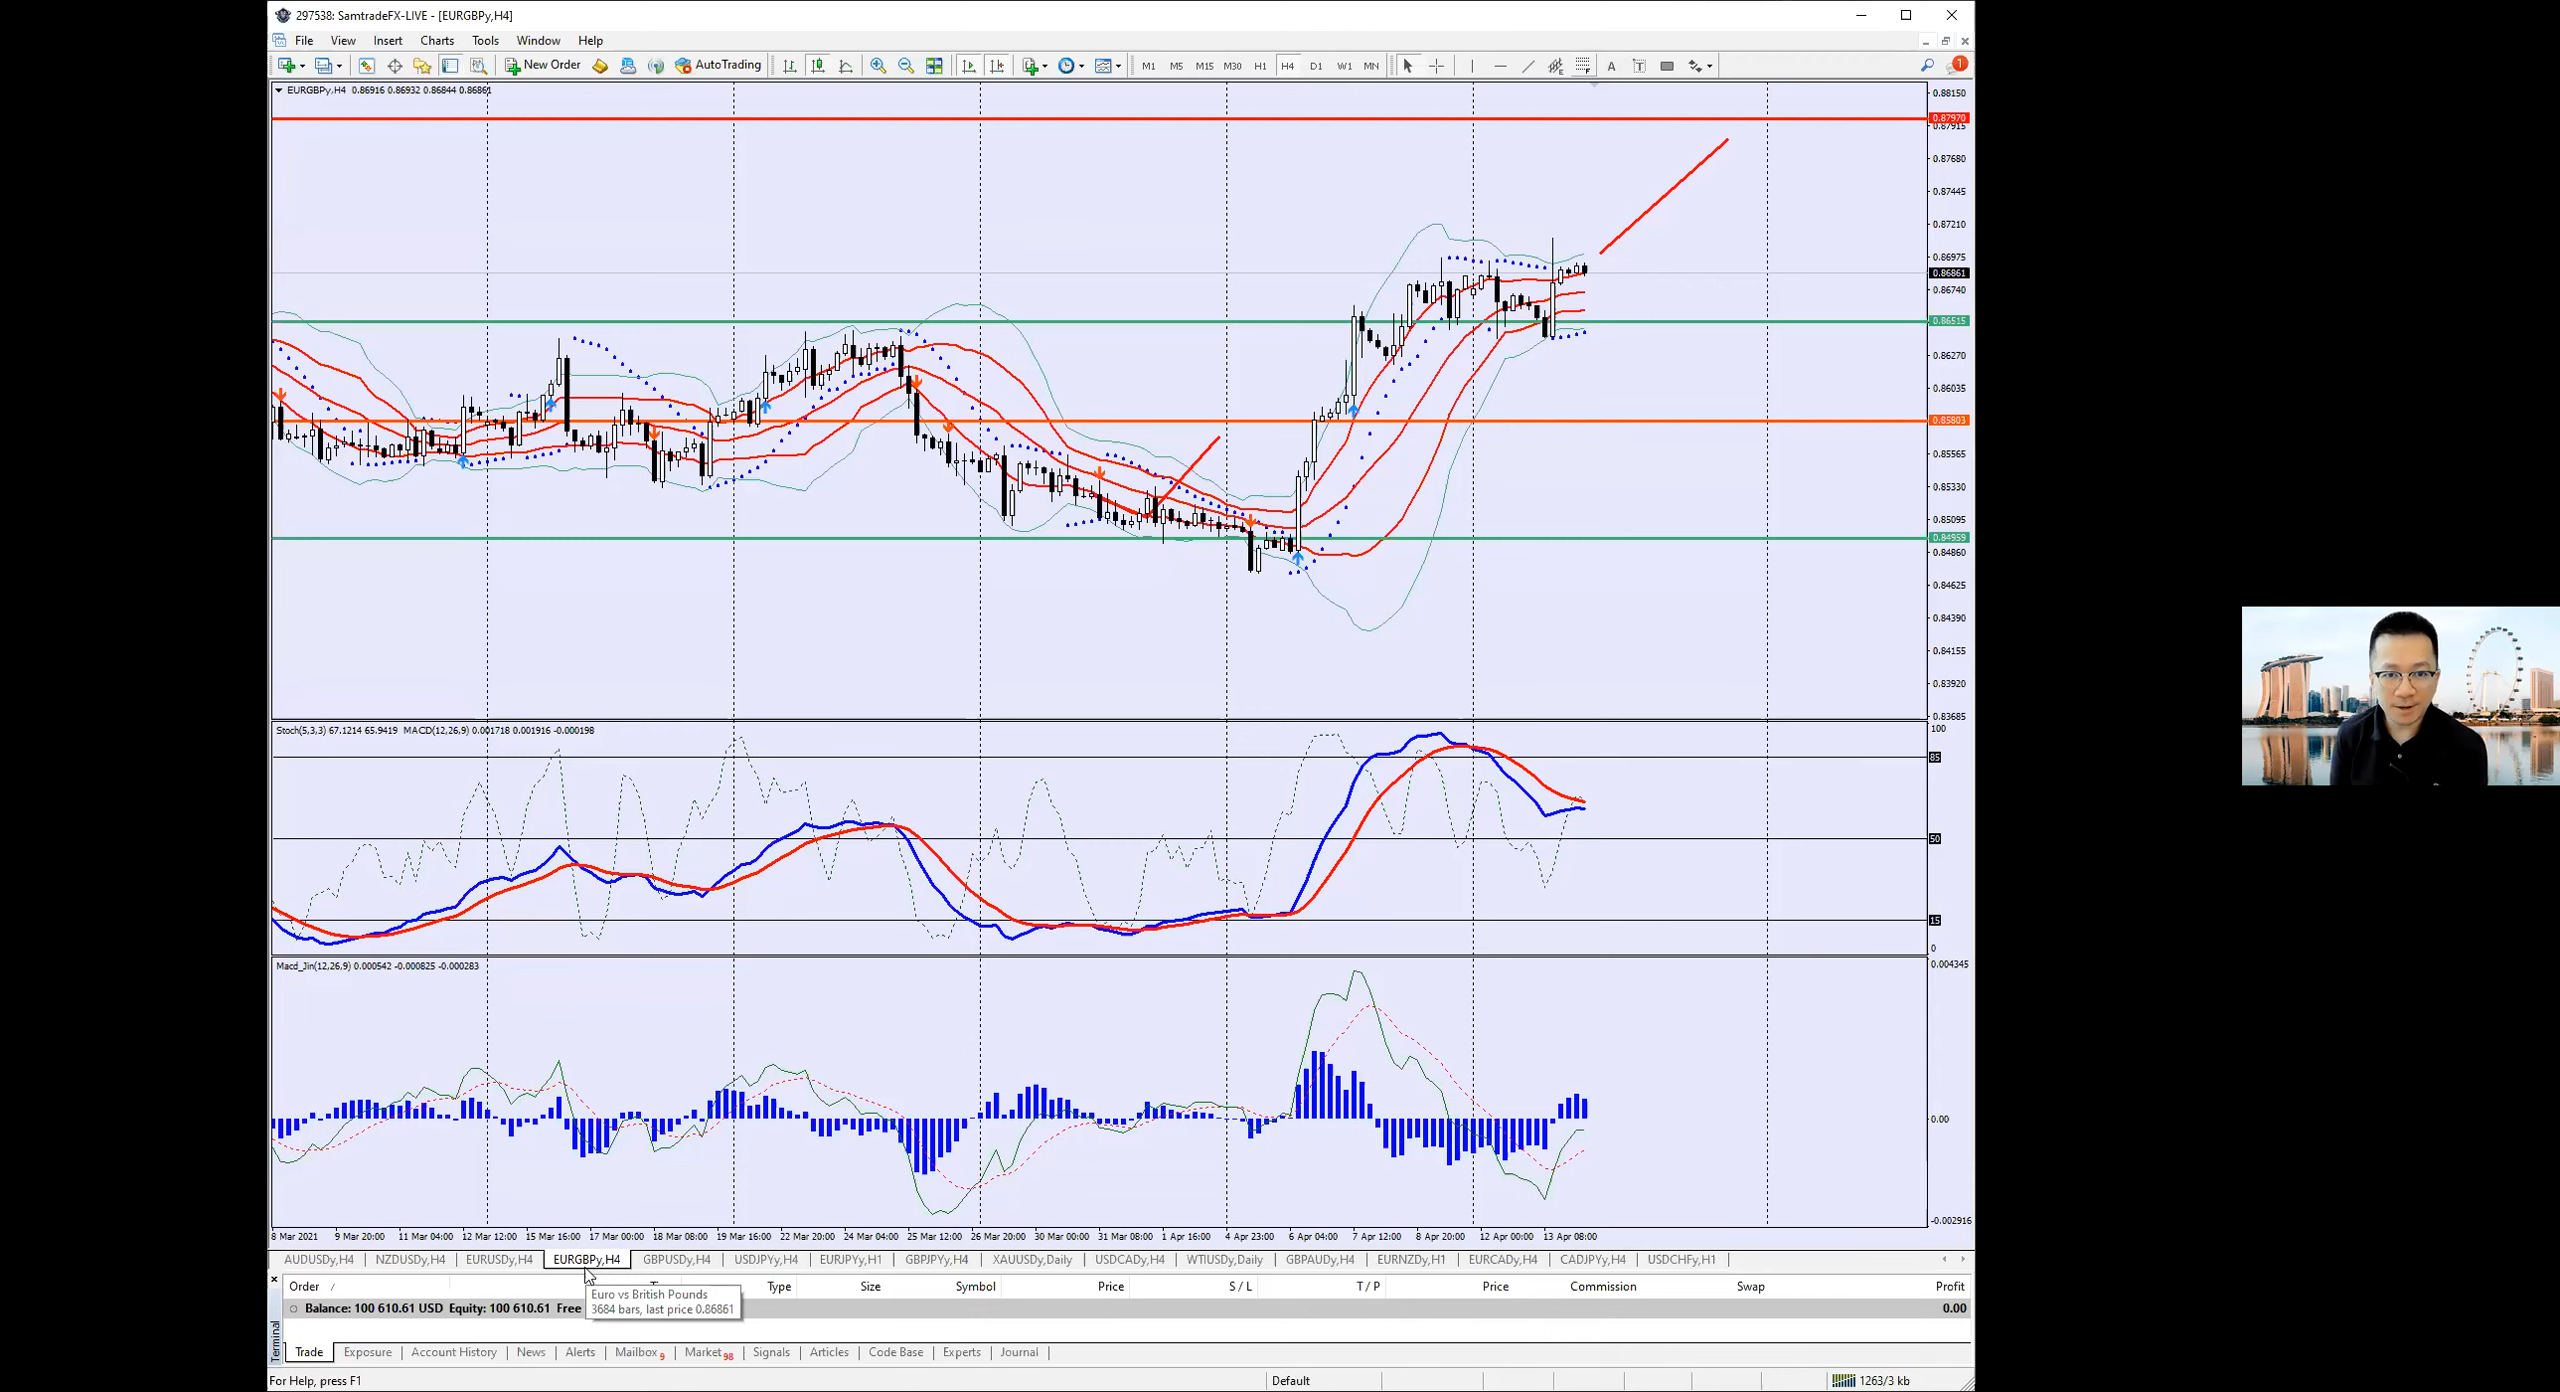 297538: SamtradeFX-LIVE - [EURGBPy,H4]
File View Insert Charts Tools Window Help
New Order AutoTrading M1 M5 M15 M30 H1 H4 D1 W1 MN A T 1
EURGBPy,H4 0.86916 0.86932 0.86844 0.86861
0.88150
0.87970
0.87915
0.87680
0.87445
0.87210
0.86975
0.86861
0.86740
0.86515
0.86270
0.86035
0.85803
0.85565
0.85330
0.85095
0.84959
0.84860
0.84625
0.84390
0.84155
0.83920
0.83685
Stoch(5,3,3) 67.1214 65.9419 MACD(12,26,9) 0.001718 0.001916 -0.000198
100
85
50
15
0
Macd_Jin(12,26,9) 0.000542 -0.000825 -0.000283
0.004345
0.00
-0.002916
8 Mar 2021 9 Mar 20:00 11 Mar 04:00 12 Mar 12:00 15 Mar 16:00 17 Mar 00:00 18 Mar 08:00 19 Mar 16:00 22 Mar 20:00 24 Mar 04:00 25 Mar 12:00 26 Mar 20:00 30 Mar 00:00 31 Mar 08:00 1 Apr 16:00 4 Apr 23:00 6 Apr 04:00 7 Apr 12:00 8 Apr 20:00 12 Apr 00:00 13 Apr 08:00
AUDUSDy,H4 NZDUSDy,H4 EURUSDy,H4 EURGBPy,H4 GBPUSDy,H4 USDJPYy,H4 EURJPYy,H1 GBPJPYy,H4 XAUUSDy,Daily USDCADy,H4 WTIUSDy,Daily GBPAUDy,H4 EURNZDy,H1 EURCADy,H4 CADJPYy,H4 USDCHFy,H1
Order / Type Size Symbol Price S / L T / P Price Commission Swap Profit
Balance: 100 610.61 USD Equity: 100 610.61 Free 0.00
Euro vs British Pounds
3684 bars, last price 0.86861
Terminal
Trade Exposure Account History News Alerts Mailbox 9 Market 98 Signals Articles Code Base Experts Journal
For Help, press F1 Default 1263/3 kb